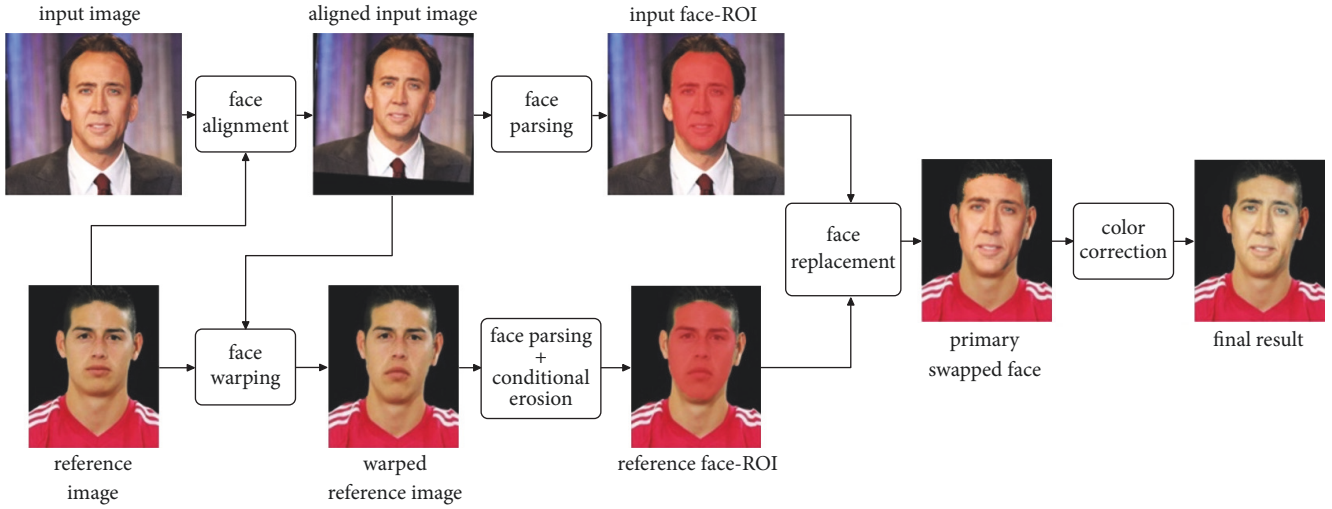 input image
aligned input image
input face-ROI
face
alignment
face
parsing
face
replacement
color
correction
primary
swapped face
final result
face
warping
face parsing
+
conditional
erosion
reference
image
warped
reference image
reference face-ROI